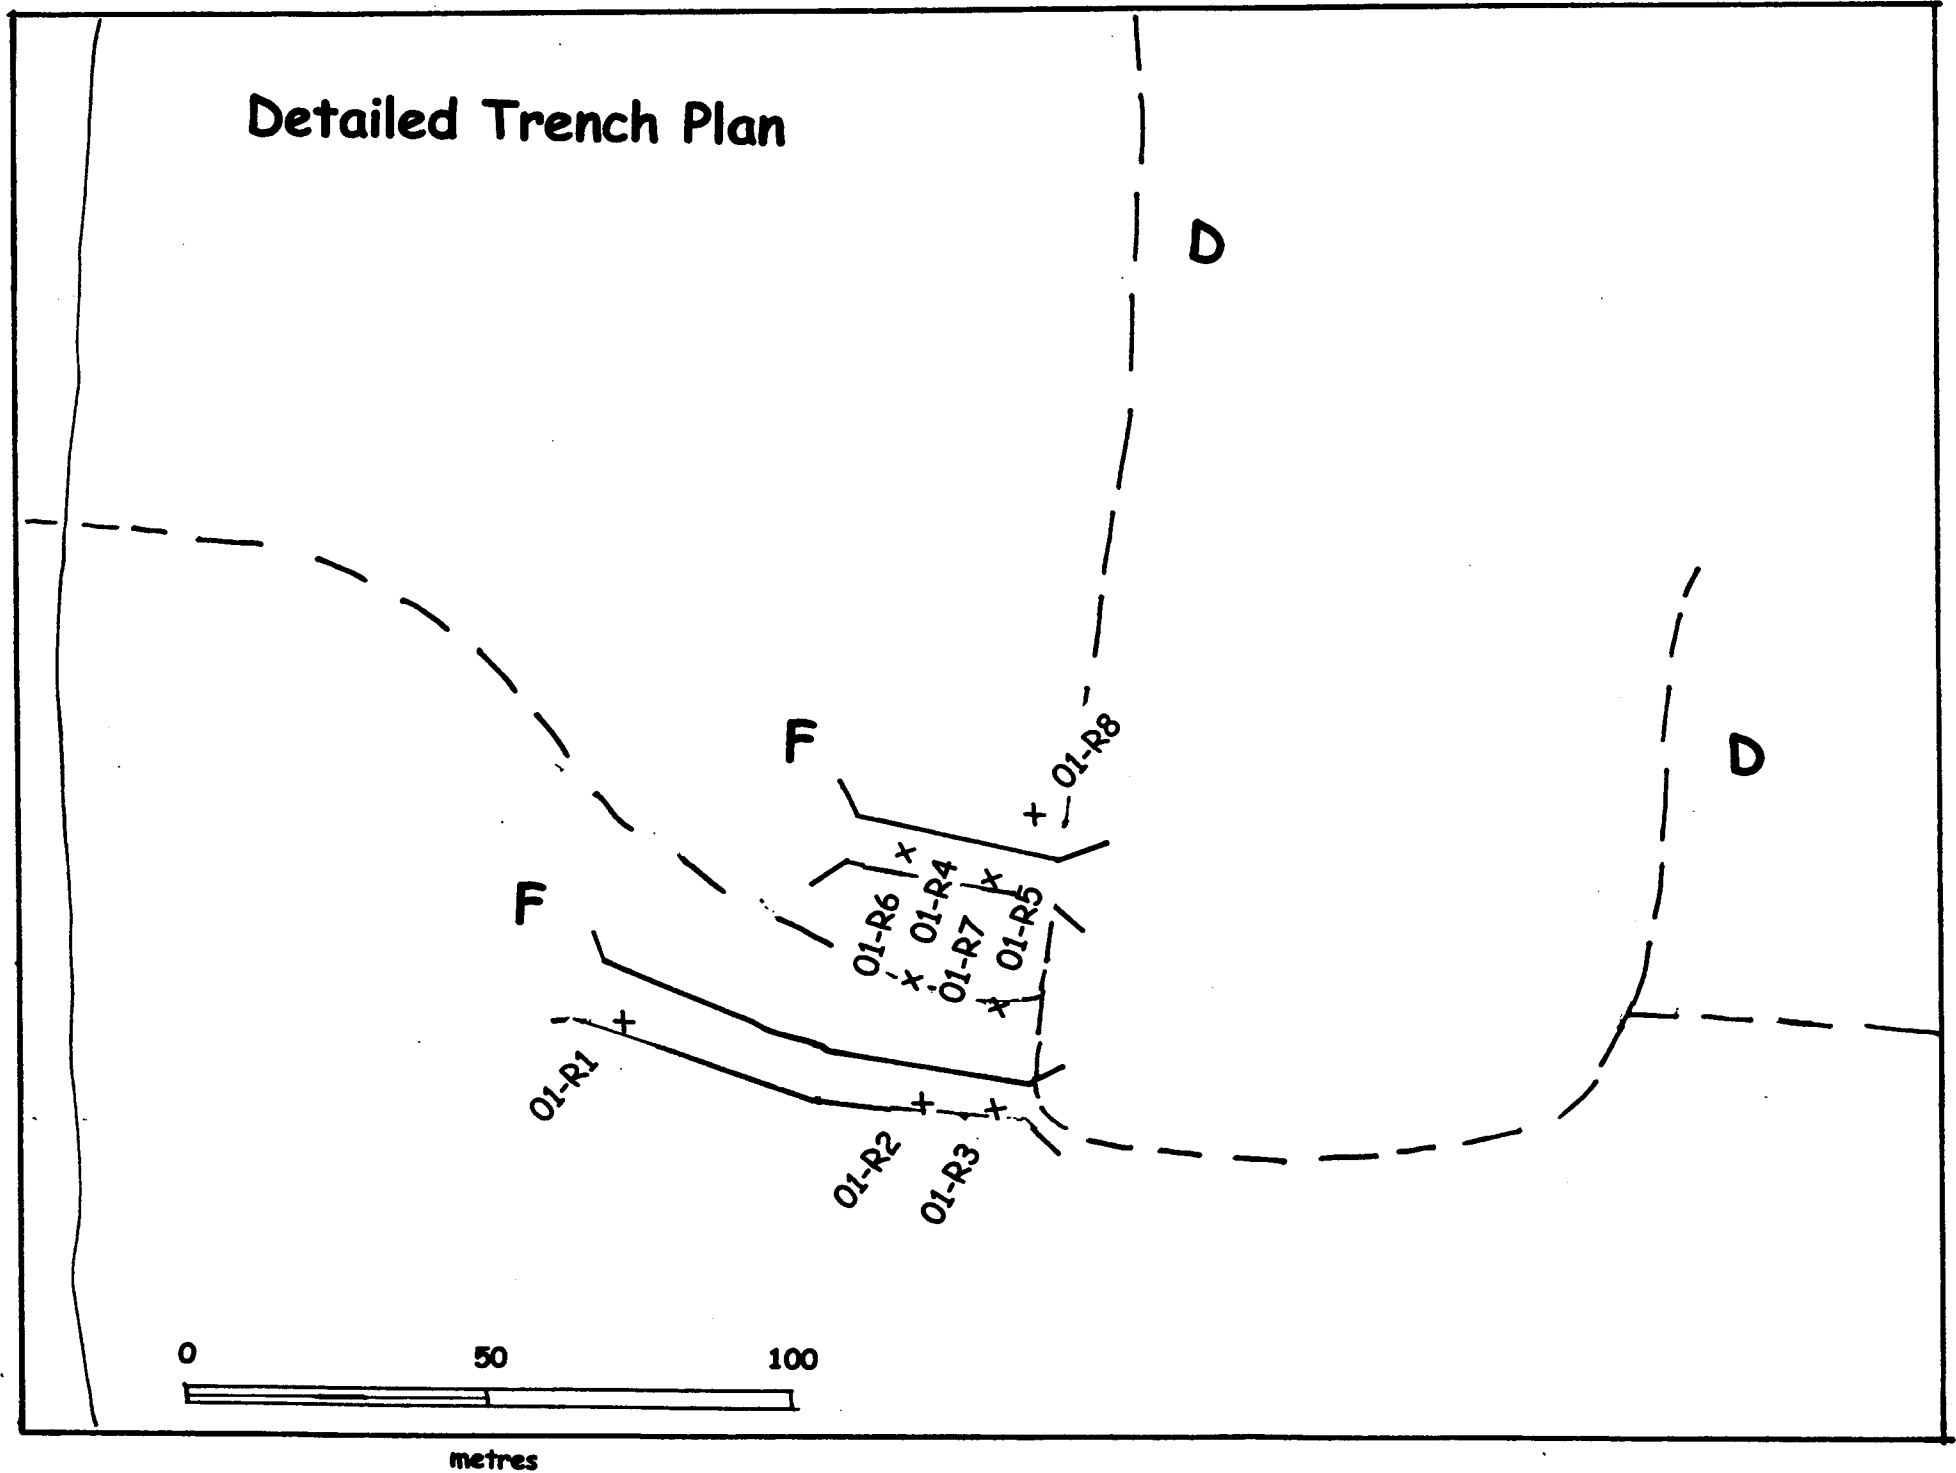 Detailed Trench Plan
D
D
F
01-R8
F
01-R6
01-R4
01-R7
01-R5
01-R1
01-R2
01-R3
0
50
100
metres